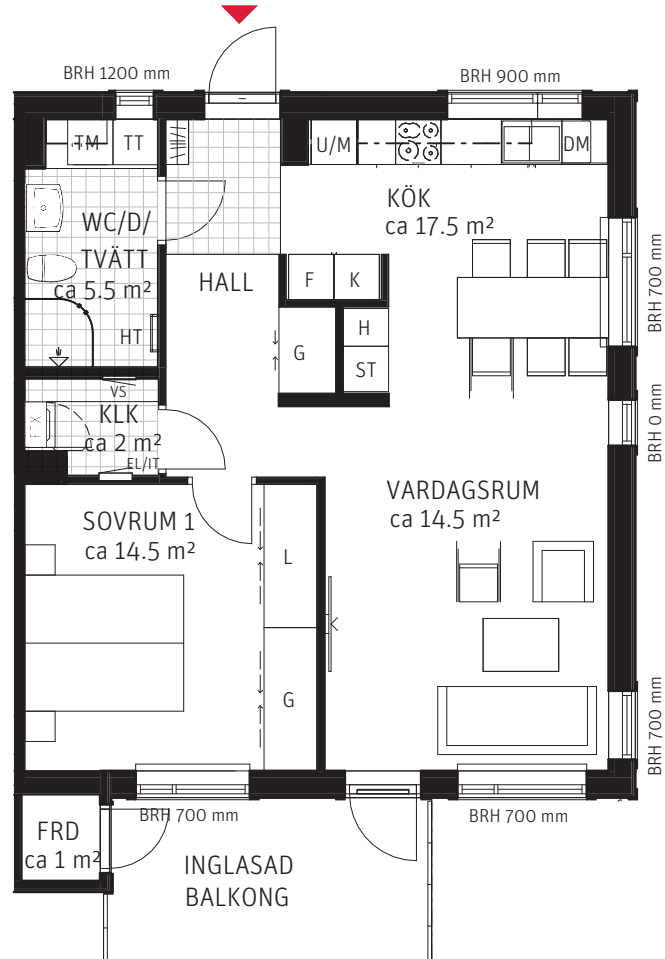 BRH 1200 mm
BRH 900 mm
TM
TT
U/M
DM
KÖK
ca 17.5 m²
WC/D/
TVÄTT
ca 5.5 m²
HALL
F
K
BRH 700 mm
HT
G
H
ST
VS
KLK
ca 2 m²
EL/IT
BRH 0 mm
SOVRUM 1
ca 14.5 m²
VARDAGSRUM
ca 14.5 m²
L
G
BRH 700 mm
BRH 700 mm
BRH 700 mm
FRD
ca 1 m²
INGLASAD
BALKONG